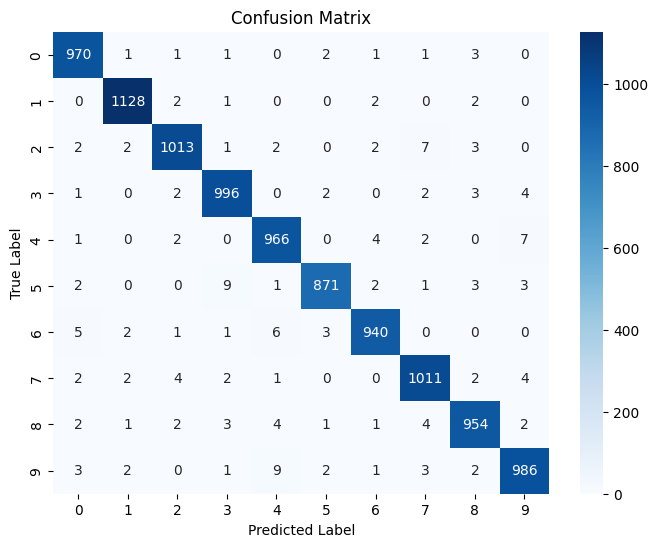 Confusion Matrix
0 970 1 1 1 0 2 1 1 3 0
1 0 1128 2 1 0 0 2 0 2 0
2 2 2 1013 1 2 0 2 7 3 0
3 1 0 2 996 0 2 0 2 3 4
4 1 0 2 0 966 0 4 2 0 7
5 2 0 0 9 1 871 2 1 3 3
6 5 2 1 1 6 3 940 0 0 0
7 2 2 4 2 1 0 0 1011 2 4
8 2 1 2 3 4 1 1 4 954 2
9 3 2 0 1 9 2 1 3 2 986
0 1 2 3 4 5 6 7 8 9
True Label
Predicted Label
1000
800
600
400
200
0